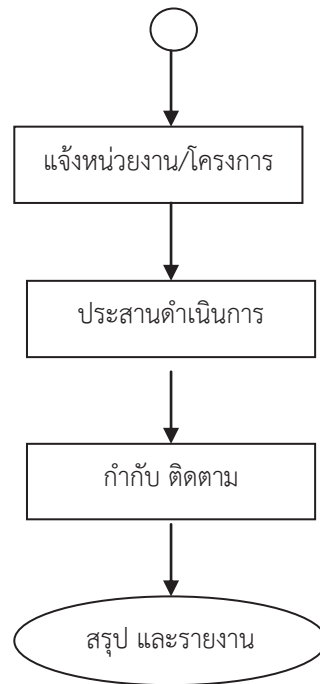 แจ้งหน่วยงาน/โครงการ
ประสานดำเนินการ
กำกับ ติดตาม
สรุป และรายงาน